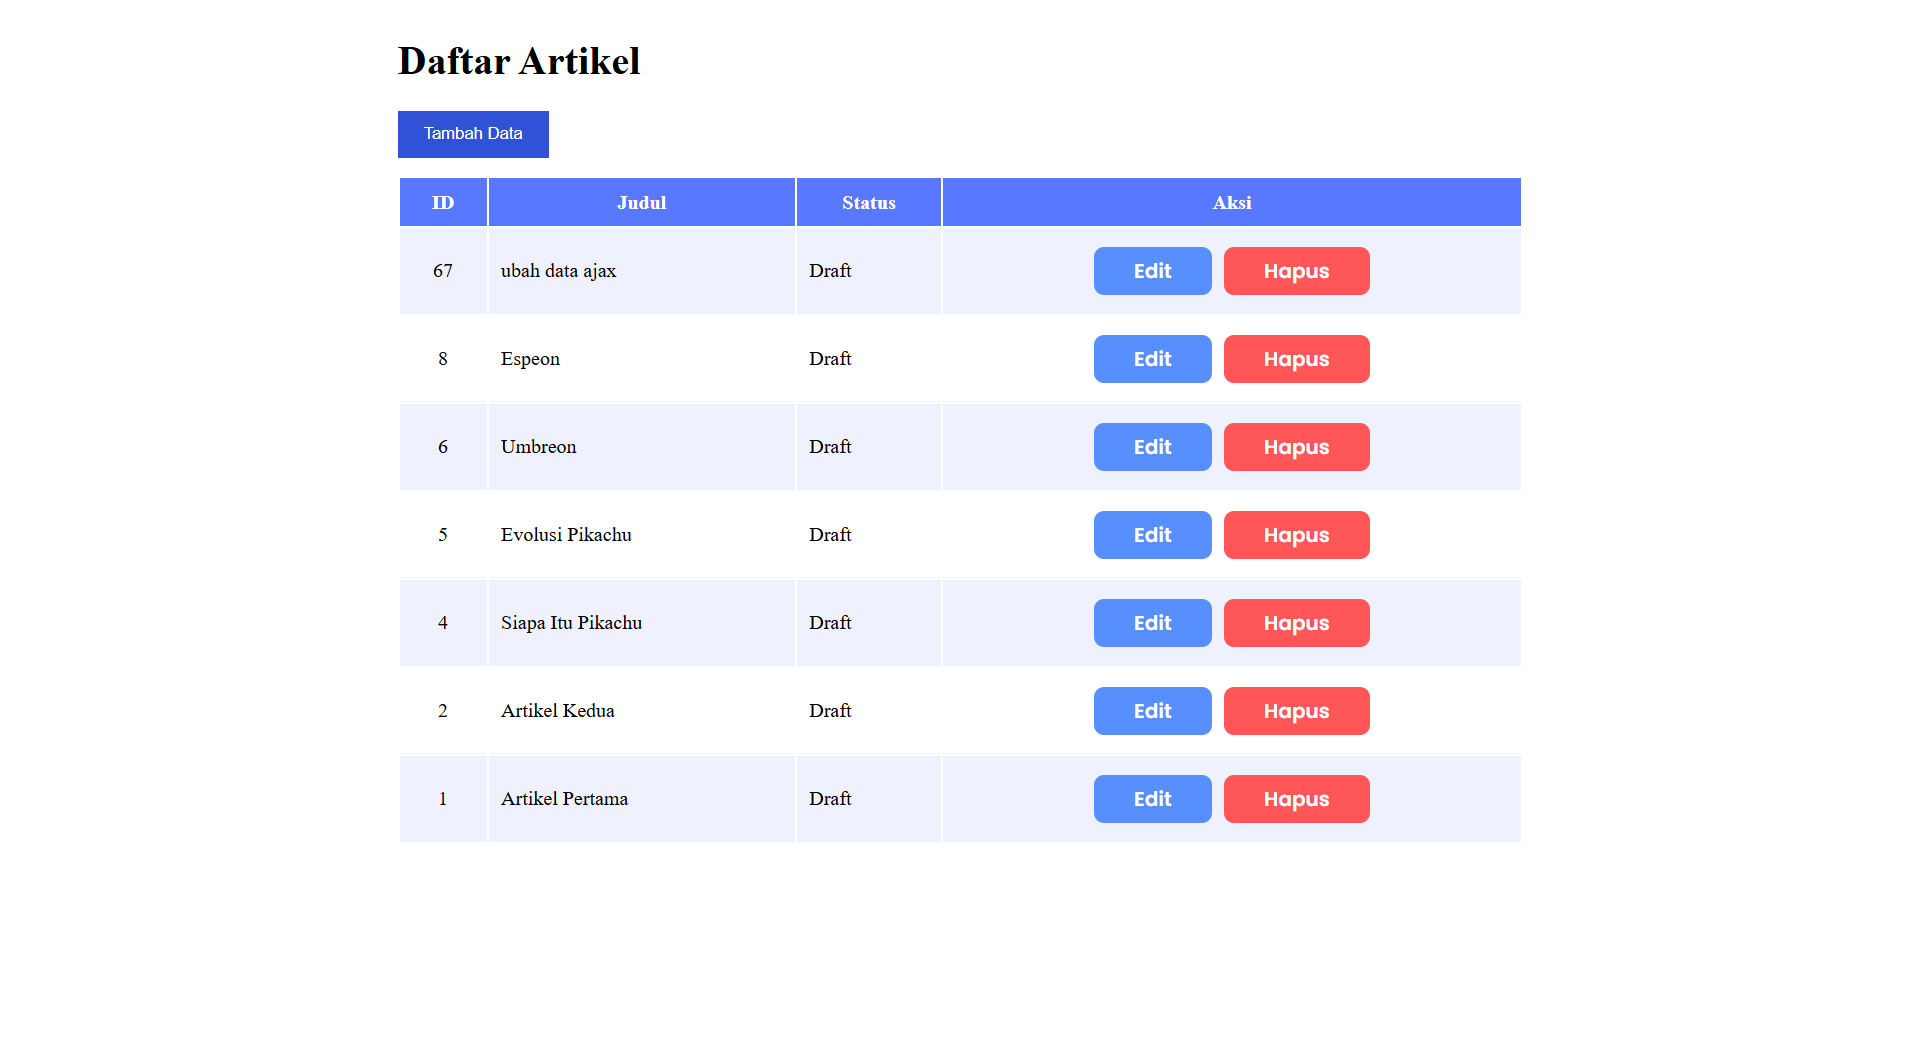 Daftar Artikel
Tambah Data
ID Judul Status Aksi
67 ubah data ajax Draft Edit Hapus
8 Espeon Draft Edit Hapus
6 Umbreon Draft Edit Hapus
5 Evolusi Pikachu Draft Edit Hapus
4 Siapa Itu Pikachu Draft Edit Hapus
2 Artikel Kedua Draft Edit Hapus
1 Artikel Pertama Draft Edit Hapus